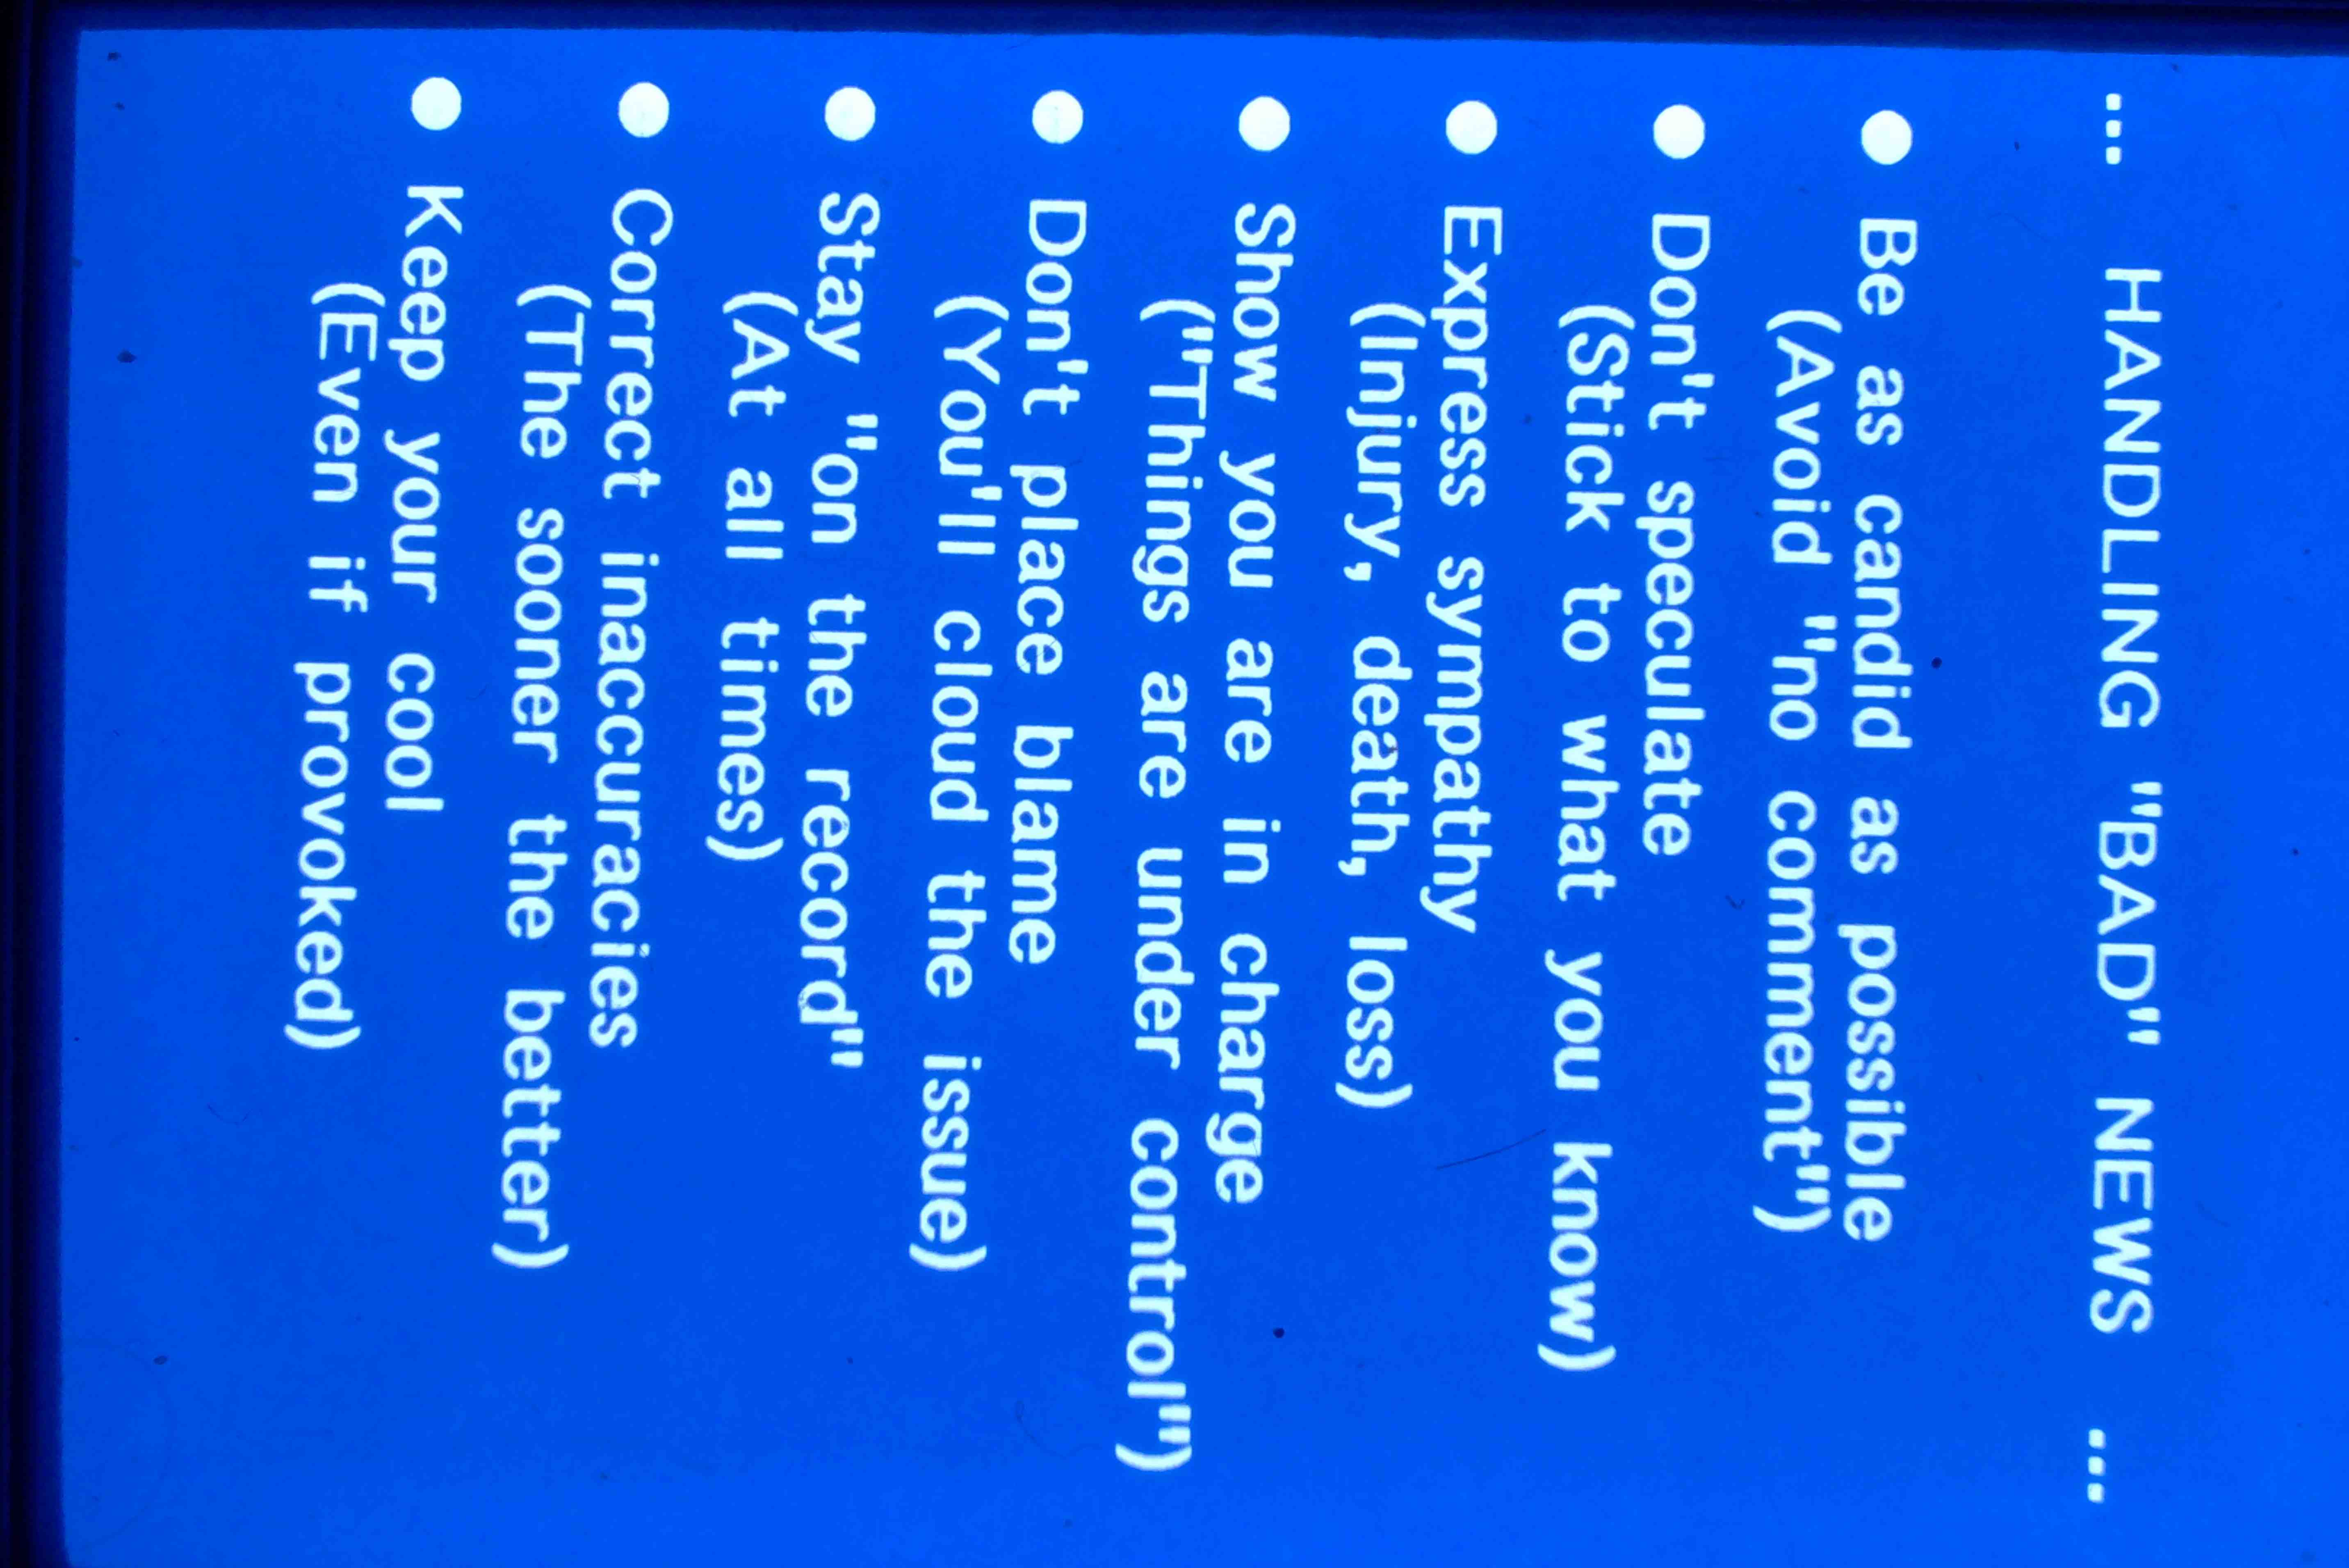 ... HANDLING "BAD" NEWS ...
● Be as candid as possible
(Avoid "no comment")
● Don't speculate
(Stick to what you know)
● Express sympathy
(Injury, death, loss)
● Show you are in charge
("Things are under control")
● Don't place blame
(You'll cloud the issue)
● Stay "on the record"
(At all times)
● Correct inaccuracies
(The sooner the better)
● Keep your cool
(Even if provoked)